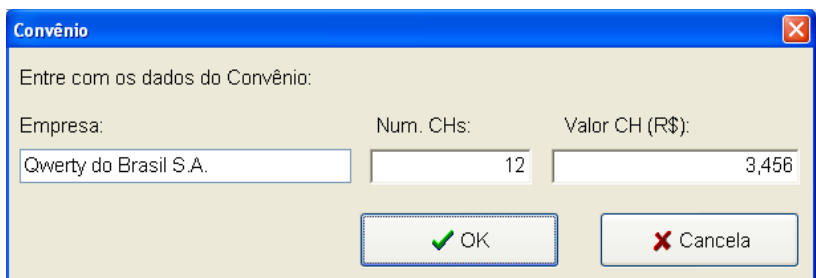 Convênio
Entre com os dados do Convênio:
Empresa: Num. CHs: Valor CH (R$):
Qwerty do Brasil S.A. 12 3,456
OK Cancela